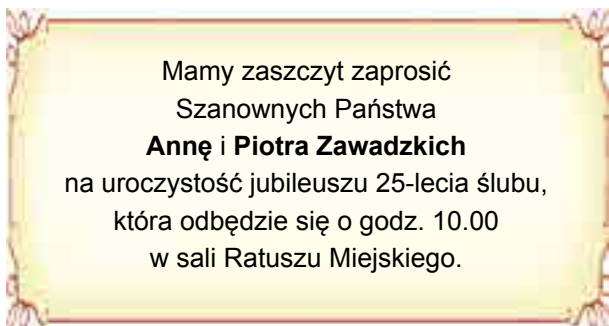 Mamy zaszczyt zaprosić
Szanownych Państwa
Annę i Piotra Zawadzkich
na uroczystość jubileuszu 25-lecia ślubu,
która odbędzie się o godz. 10.00
w sali Ratuszu Miejskiego.